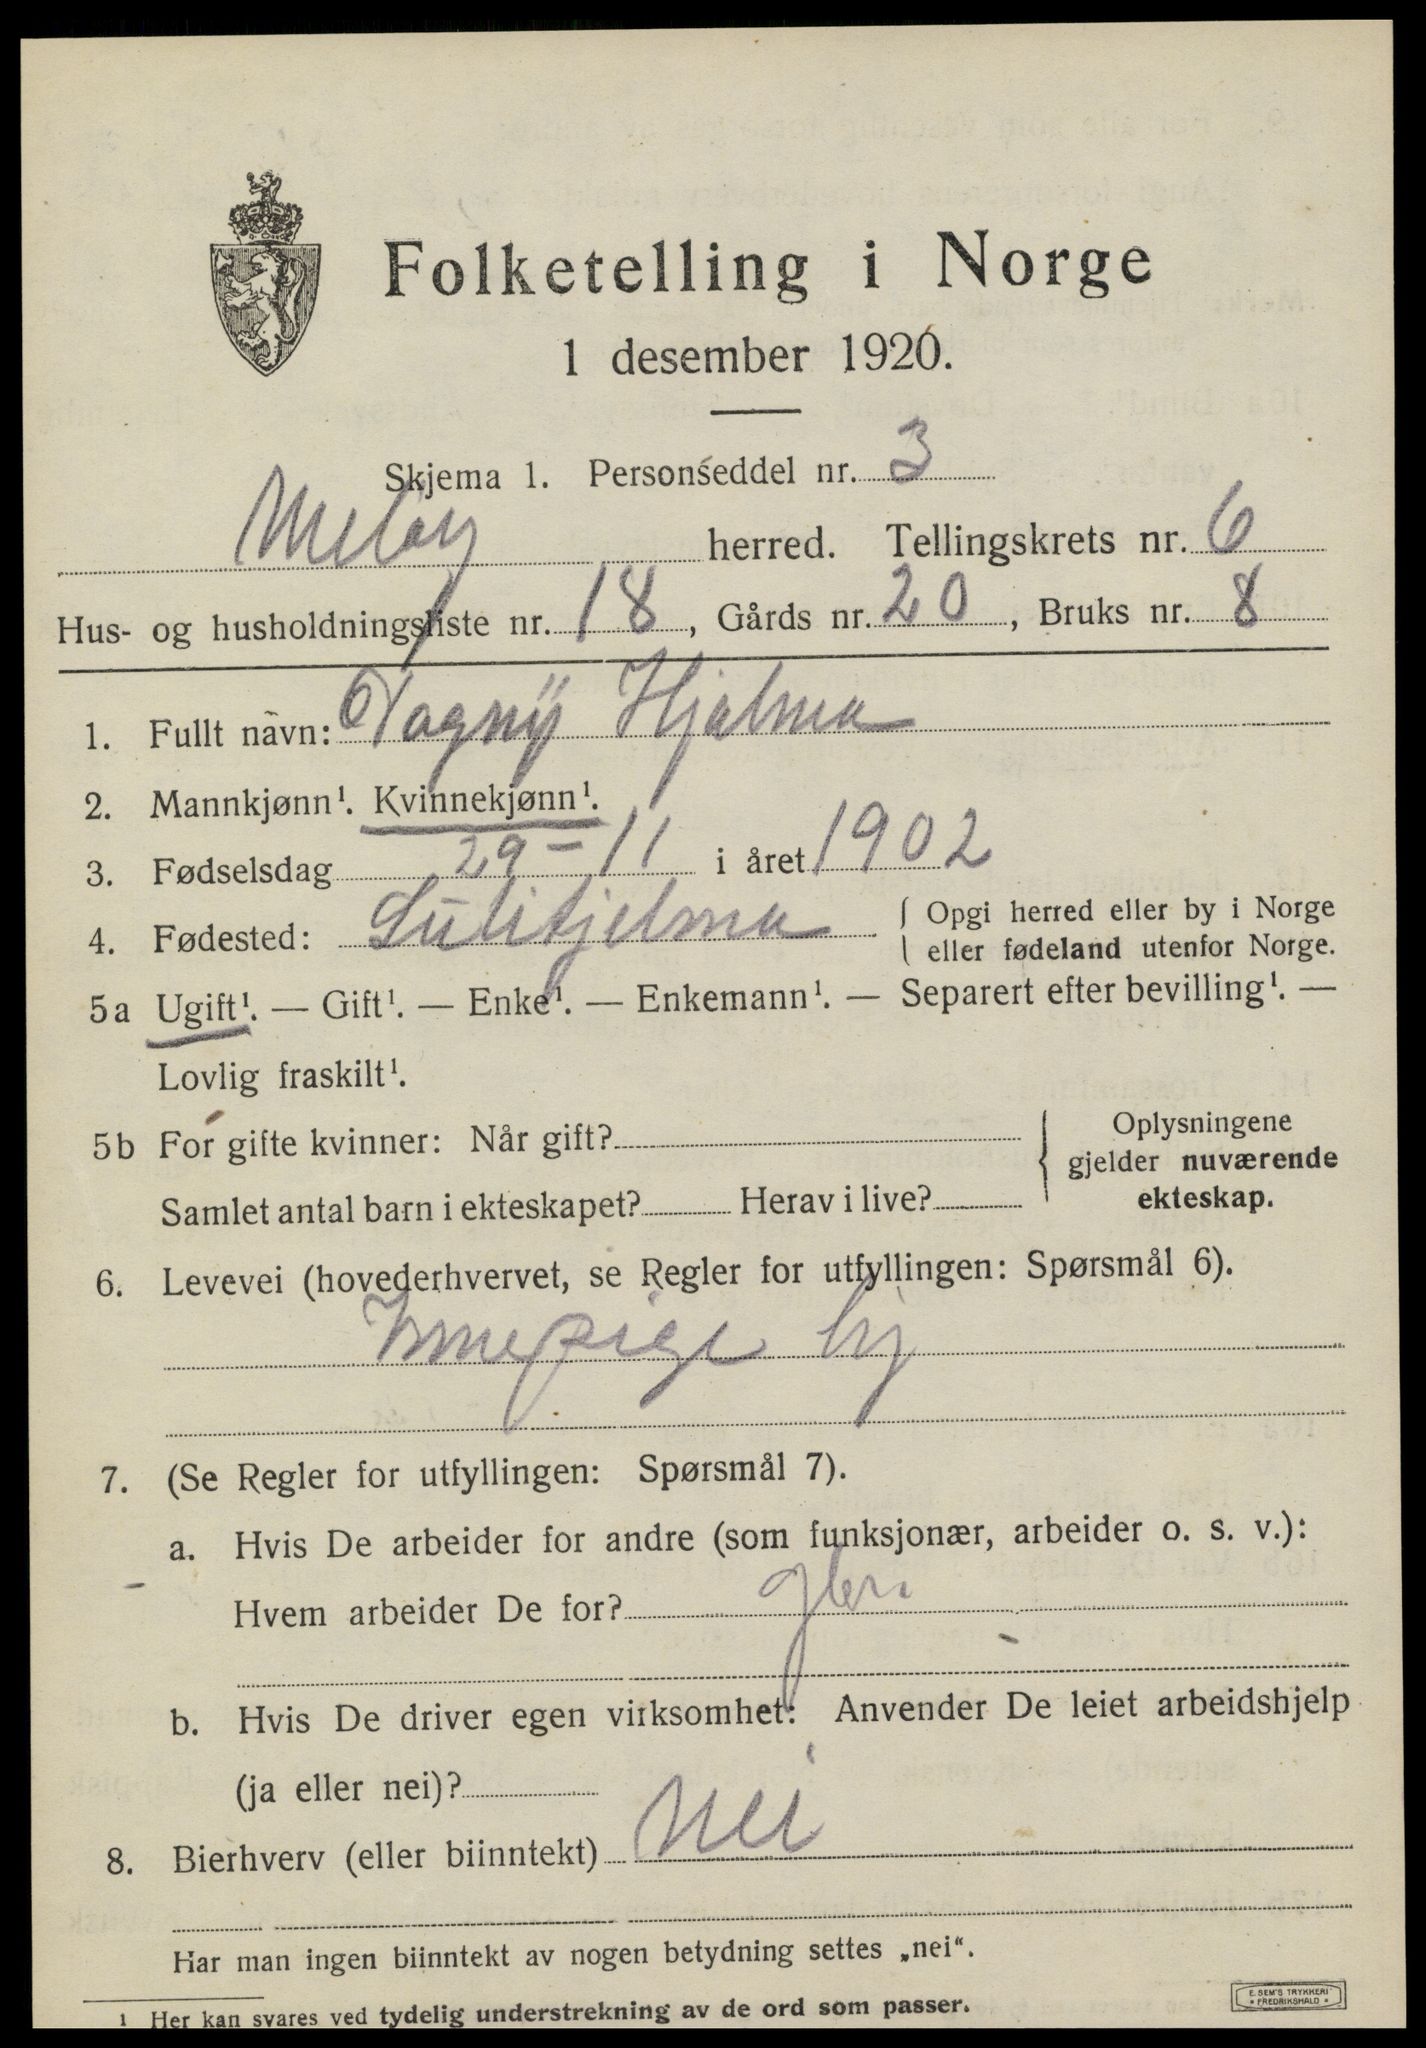 Folketelling i Norge
1 desember 1920.
Skjema 1. Personseddel nr. 3
Meløy herred. Tellingskrets nr. 6
Hus- og husholdningsliste nr. 18, Gårds nr. 20, Bruks nr. 8
1. Fullt navn: Hjalma
2. Mannkjønn¹. Kvinnekjønn¹.
3. Fødselsdag 29-11 i året 1902
4. Fødested: Sulitjelma { Opgi herred eller by i Norge
eller fødeland utenfor Norge.
5a Ugift¹. — Gift¹. — Enke¹. — Enkemann¹. — Separert efter bevilling¹. —
Lovlig fraskilt¹.
5b For gifte kvinner: Når gift?
Samlet antal barn i ekteskapet? Herav i live?
{ Oplysningene
gjelder nuværende
ekteskap.
6. Levevei (hovederhvervet, se Regler for utfyllingen: Spørsmål 6).
Innepige
7. (Se Regler for utfyllingen: Spørsmål 7).
a. Hvis De arbeider for andre (som funksjonær, arbeider o. s. v.):
Hvem arbeider De for?
b. Hvis De driver egen virksomhet: Anvender De leiet arbeidshjelp
(ja eller nei)?
8. Bierhverv (eller biinntekt) Nei
Har man ingen biinntekt av nogen betydning settes „nei“.
¹ Her kan svares ved tydelig understrekning av de ord som passer.
E. SEM'S TRYKKERI
FREDRIKSHALD